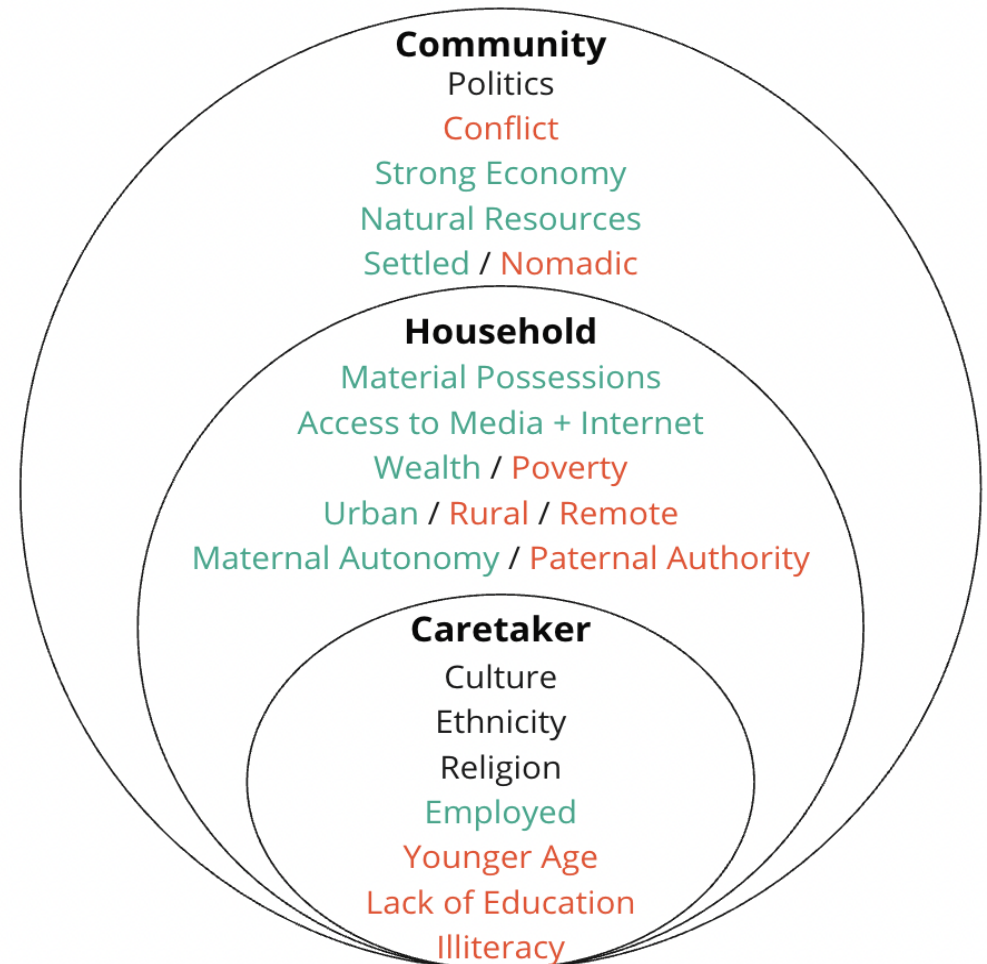 Community
Politics
Conflict
Strong Economy
Natural Resources
Settled / Nomadic
Household
Material Possessions
Access to Media + Internet
Wealth / Poverty
Urban / Rural / Remote
Maternal Autonomy / Paternal Authority
Caretaker
Culture
Ethnicity
Religion
Employed
Younger Age
Lack of Education
Illiteracy